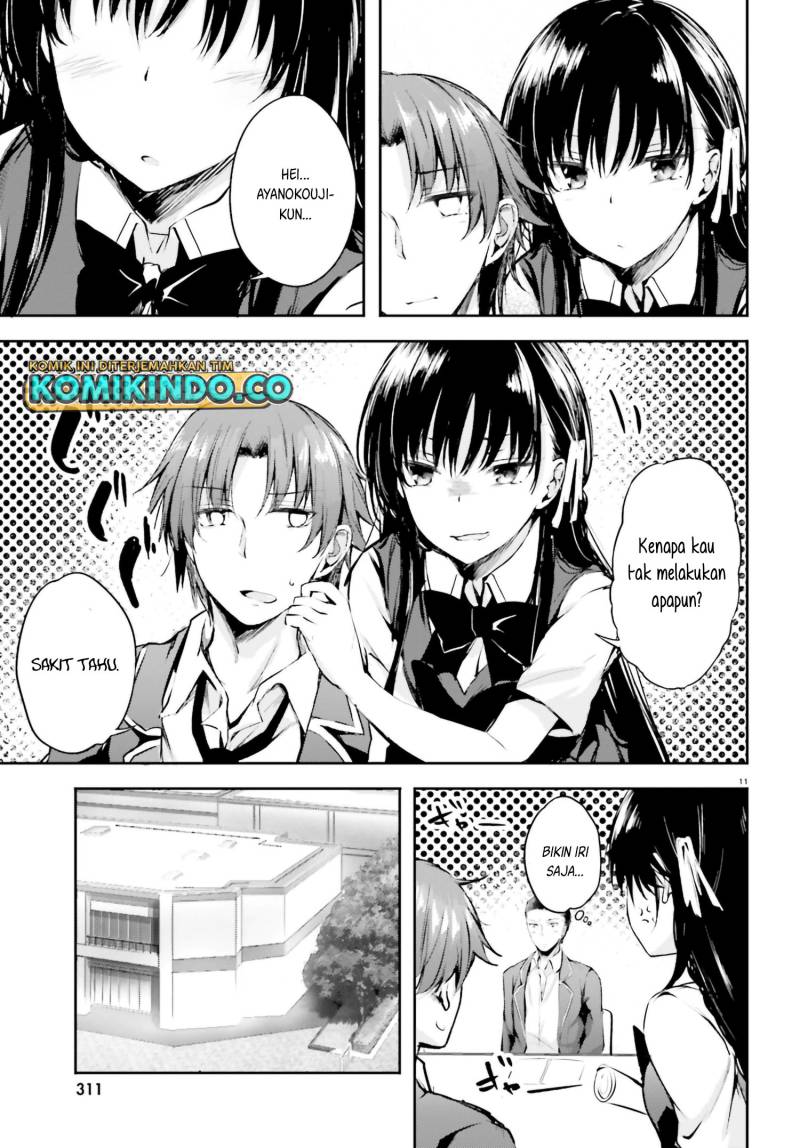 HEI...
AYANOKOUJI-
KUN...
KOMIK INI DITERJEMAHKAN TIM
KOMIKINDO.CO
Kenapa kau
tak melakukan
apapun?
SAKIT TAHU.
11
BIKIN IRI
SAJA...
311